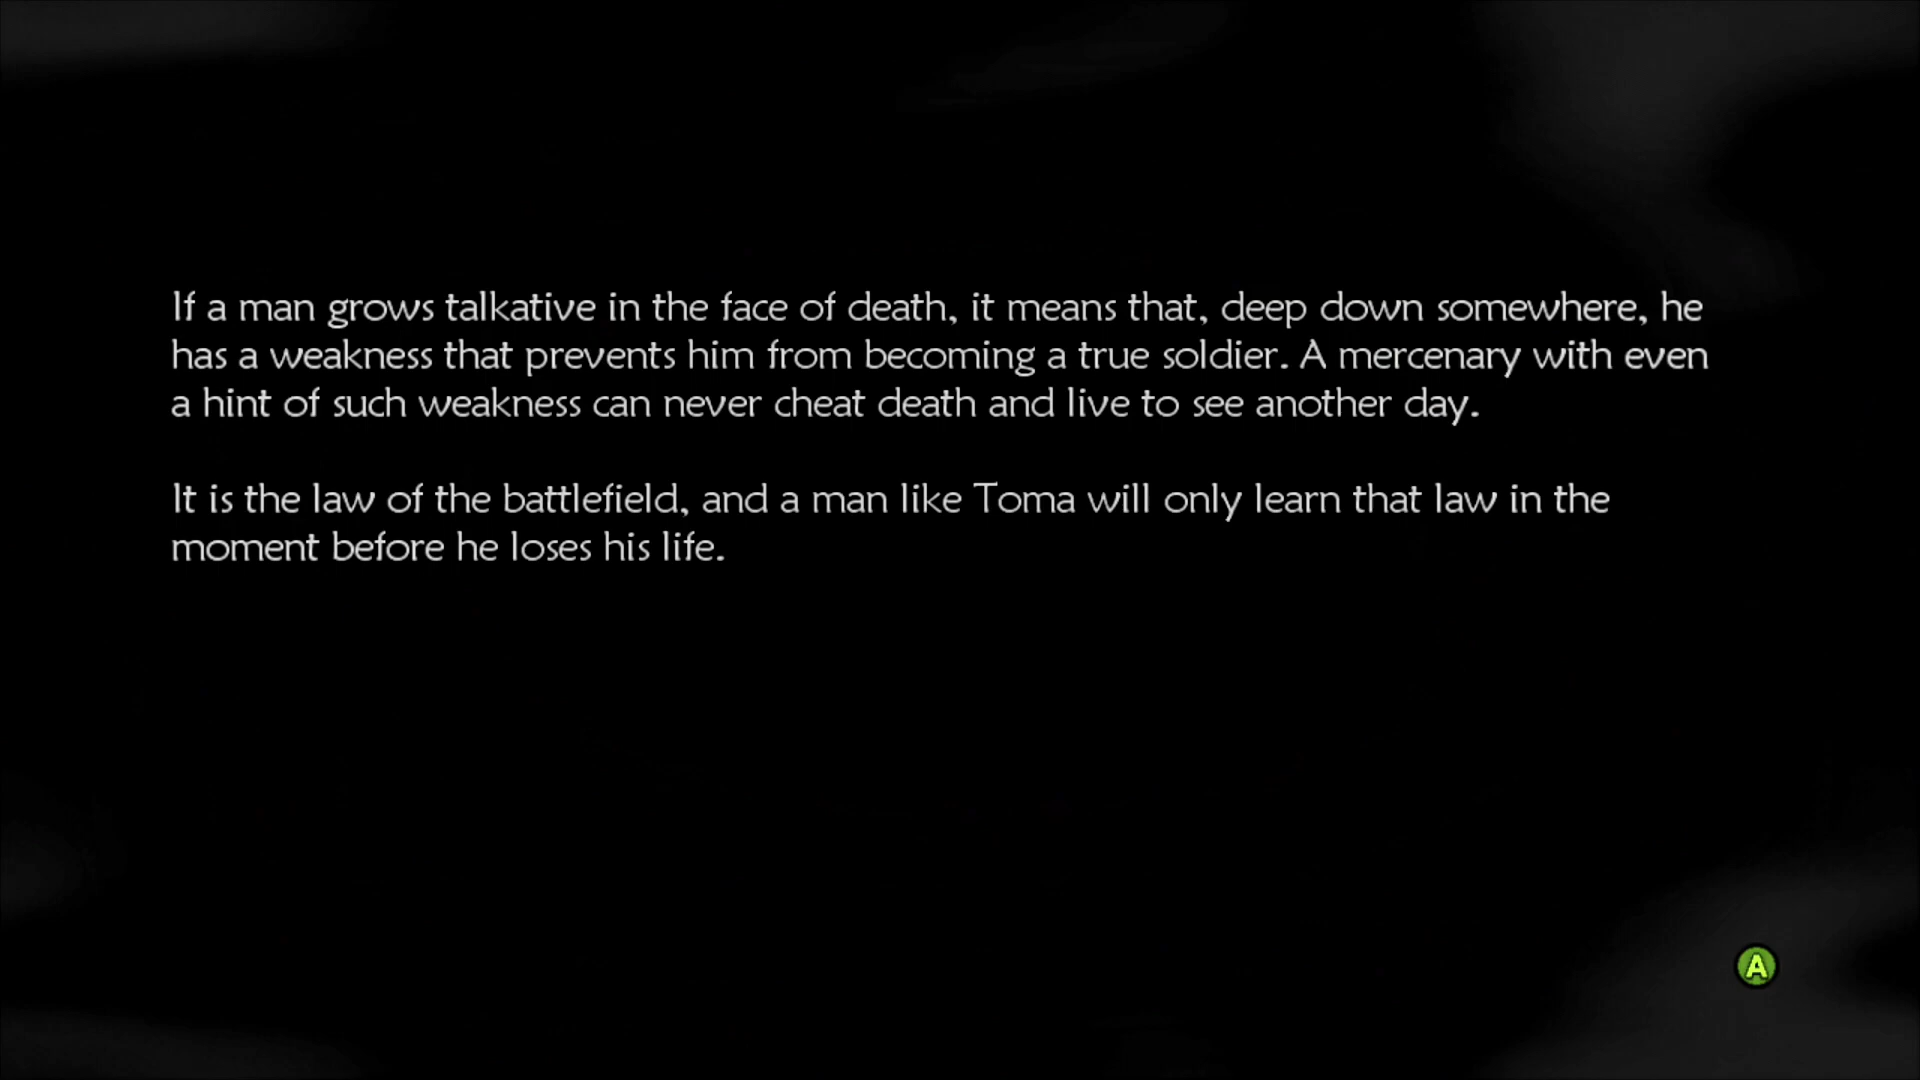 If a man grows talkative in the face of death, it means that, deep down somewhere, he
has a weakness that prevents him from becoming a true soldier. A mercenary with even
a hint of such weakness can never cheat death and live to see another day.
It is the law of the battlefield, and a man like Toma will only learn that law in the
moment before he loses his life.
A